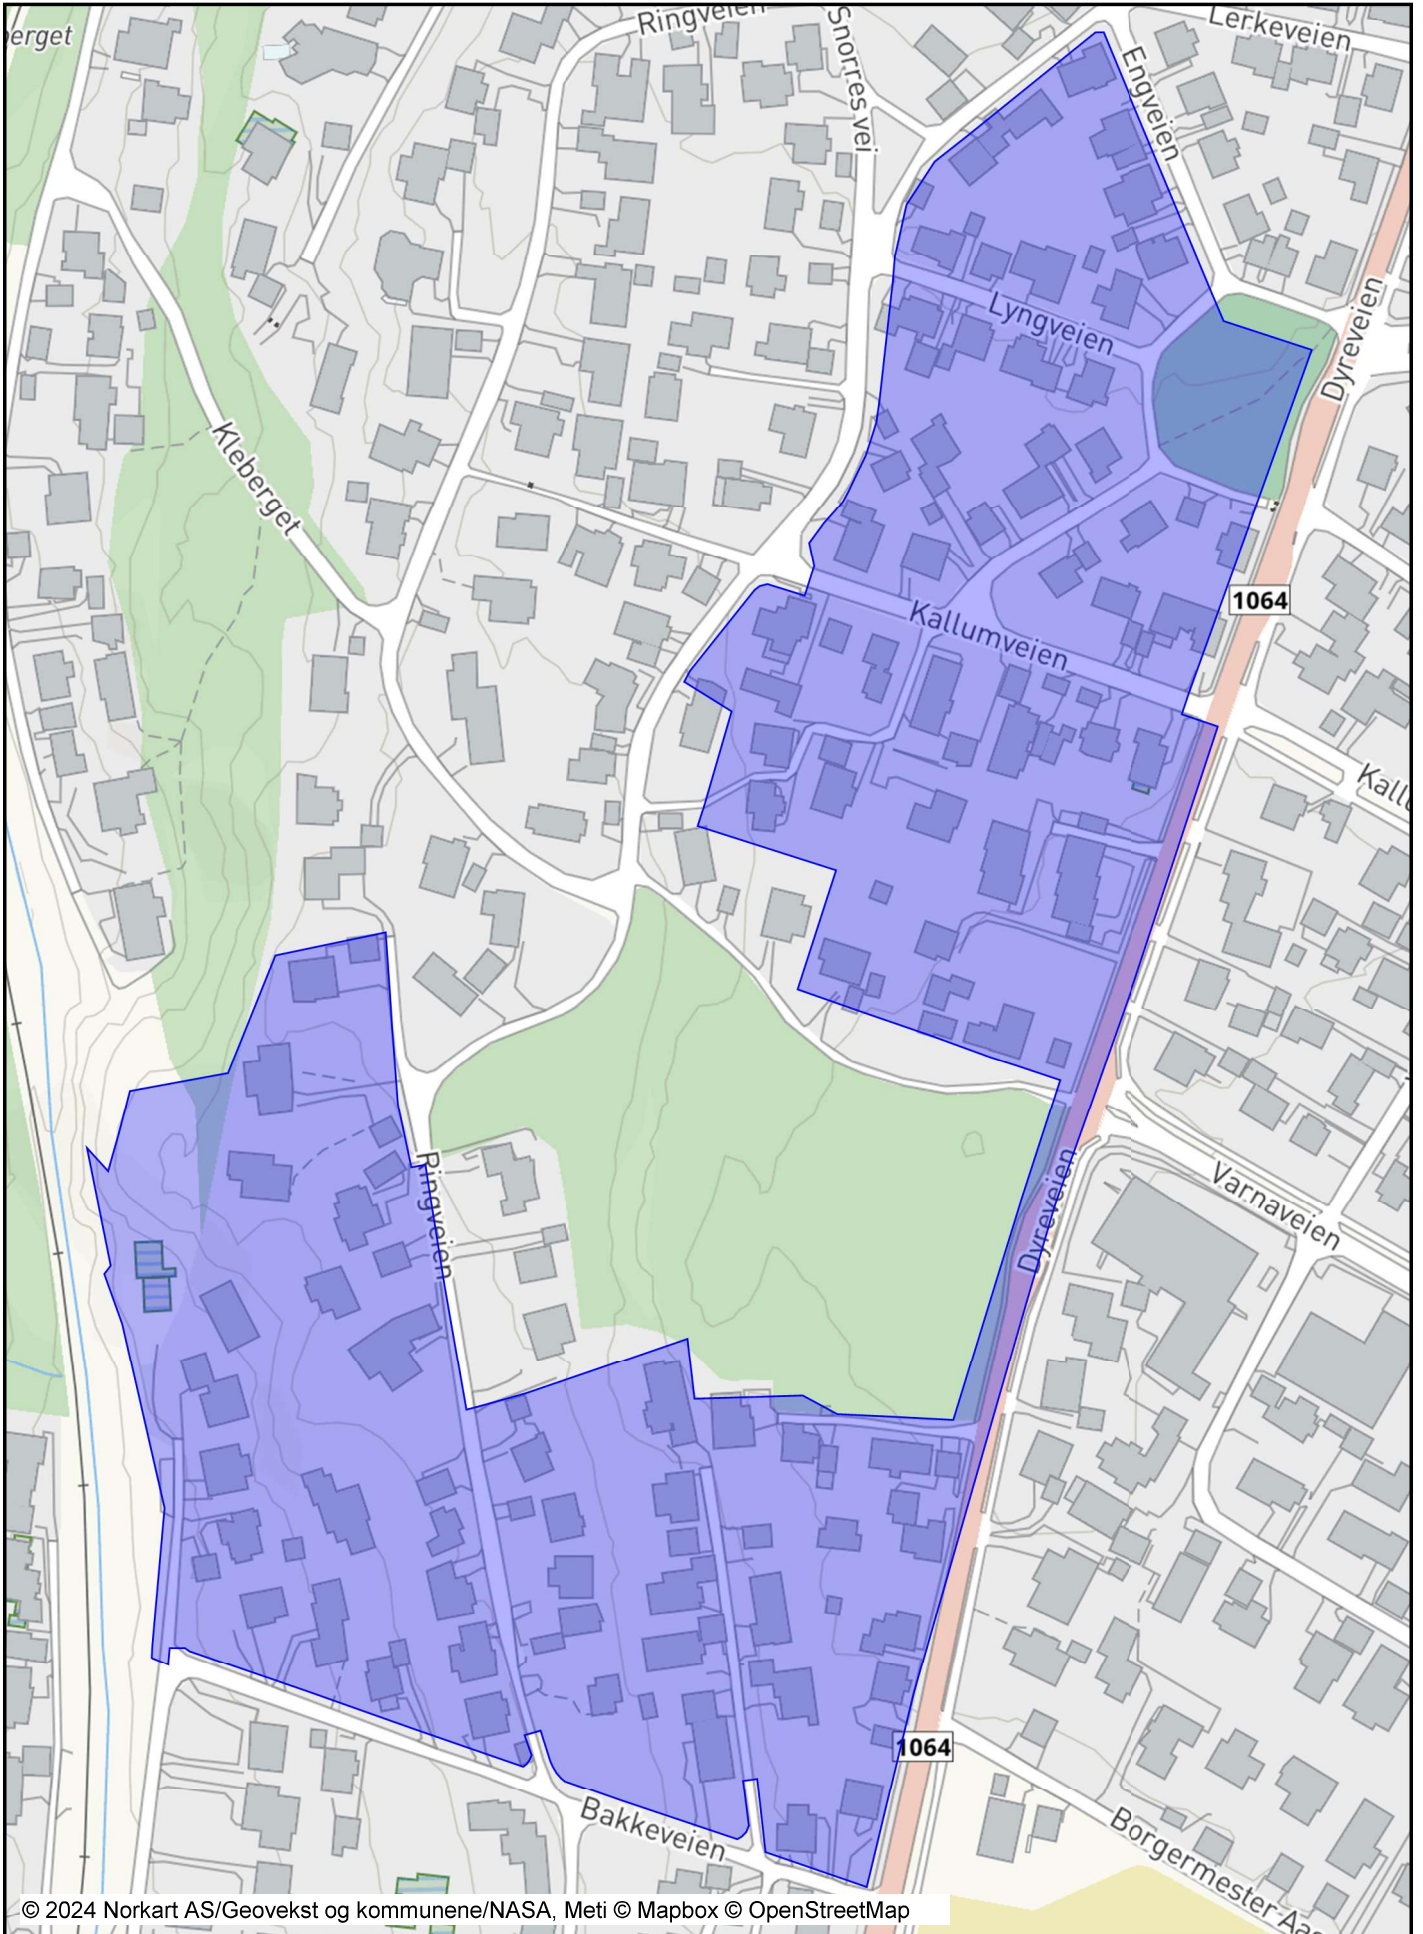 Ringveien
Lerkeveien
berget
Snorres vei
Engveien
Lyngveien
Dyreveien
Kleberget
1064
Kallumveien
Ringveien
Dyreveien
Varnaveien
1064
Bakkeveien
© 2024 Norkart AS/Geovekst og kommunene/NASA, Meti © Mapbox © OpenStreetMap